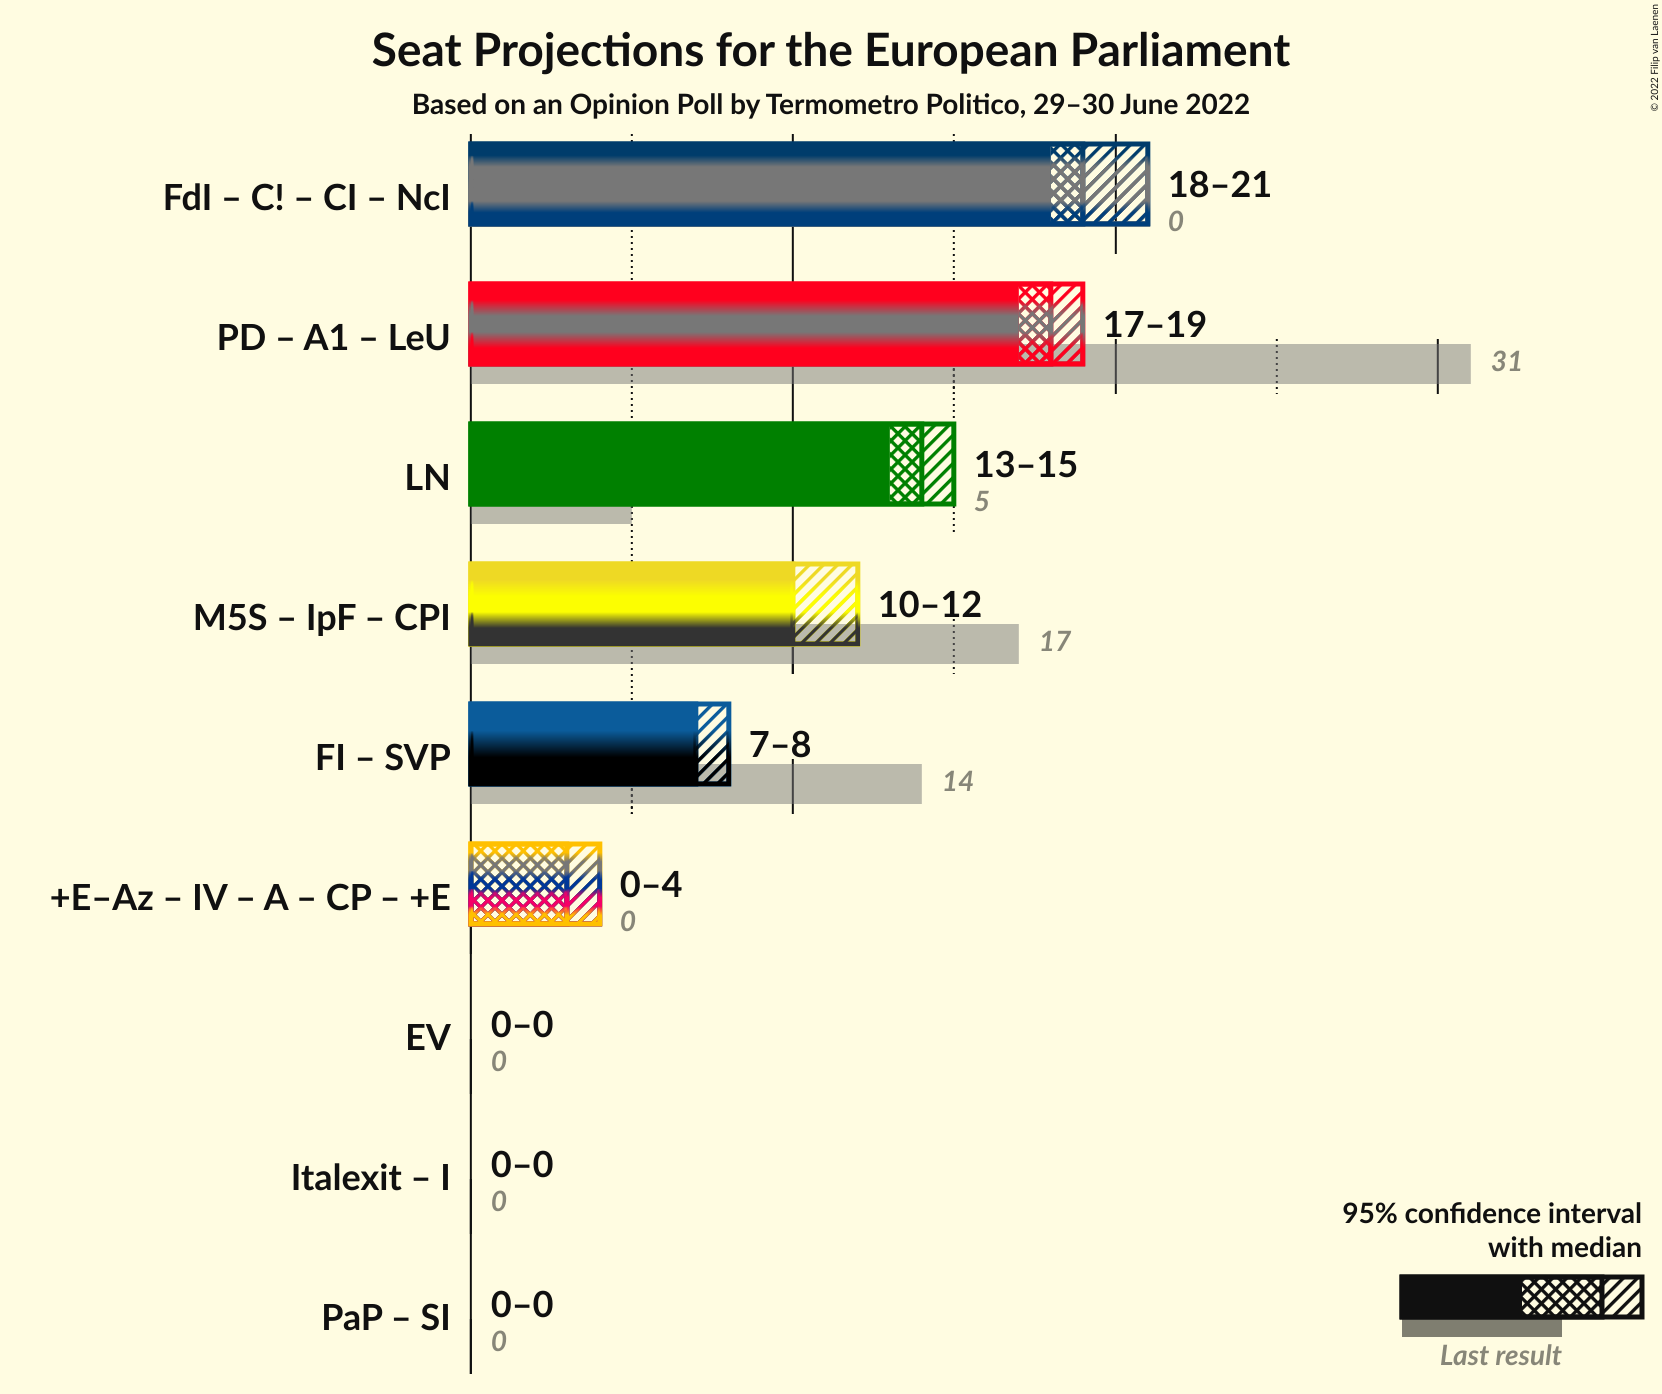 Seat Projections for the European Parliament
Based on an Opinion Poll by Termometro Politico, 29–30 June 2022
© 2022 Filip van Laenen
FdI – C! – CI – NcI
18–21
0
PD – A1 – LeU
17–19
31
LN
13–15
5
M5S – IpF – CPI
10–12
17
FI – SVP
7–8
14
+E–Az – IV – A – CP – +E
0–4
0
EV
0–0
0
Italexit – I
0–0
0
PaP – SI
0–0
0
95% confidence interval
with median
Last result